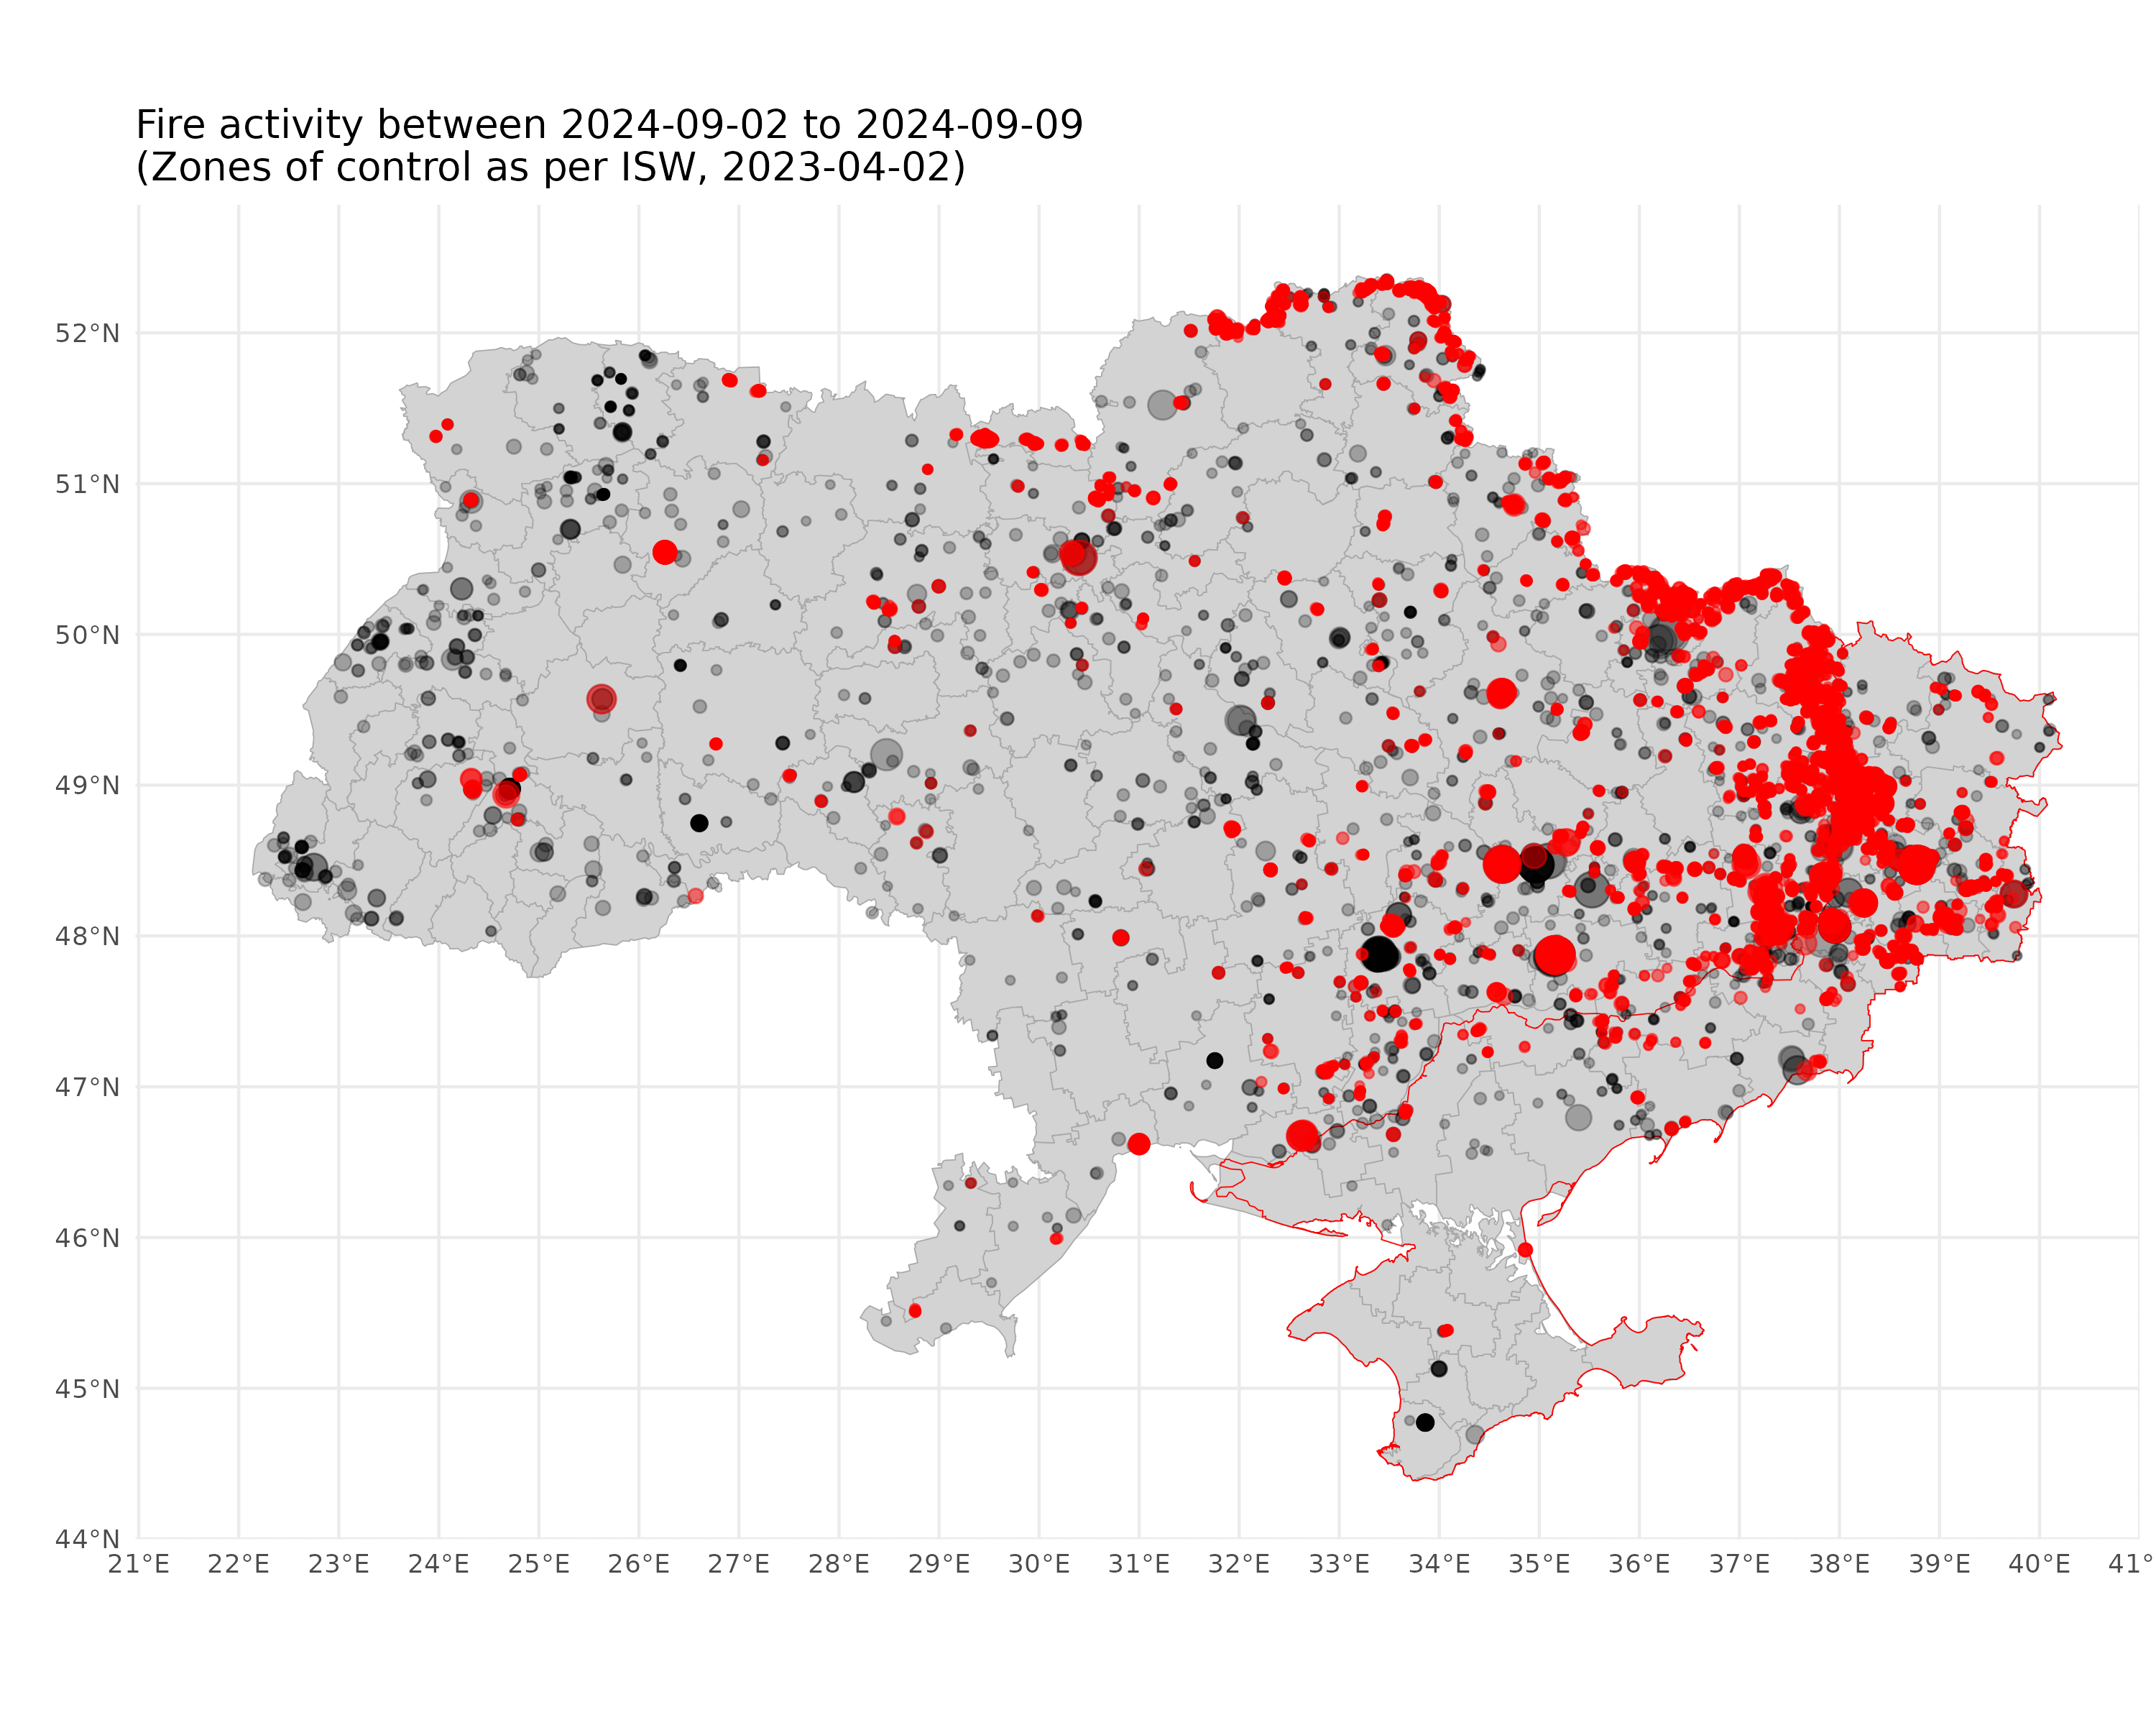 Fire activity between 2024-09-02 to 2024-09-09
(Zones of control as per ISW, 2023-04-02)
52°N
51°N
50°N
49°N
48°N
47°N
46°N
45°N
44°N
21°E 22°E 23°E 24°E 25°E 26°E 27°E 28°E 29°E 30°E 31°E 32°E 33°E 34°E 35°E 36°E 37°E 38°E 39°E 40°E 41°